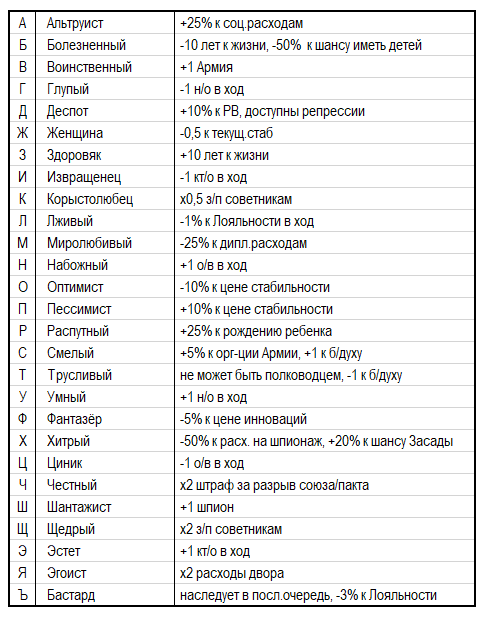 А Альтруист +25% к соц.расходам
Б Болезненный -10 лет к жизни, -50% к шансу иметь детей
В Воинственный +1 Армия
Г Глупый -1 н/о в ход
Д Деспот +10% к РВ, доступны репрессии
Ж Женщина -0,5 к текущ.стаб
З Здоровяк +10 лет к жизни
И Извращенец -1 кт/о в ход
К Корыстолюбец х0,5 з/п советникам
Л Лживый -1% к Лояльности в ход
М Миролюбивый -25% к дипл.расходам
Н Набожный +1 о/в в ход
О Оптимист -10% к цене стабильности
П Пессимист +10% к цене стабильности
Р Распутный +25% к рождению ребенка
С Смелый +5% к орг-ции Армии, +1 к б/духу
Т Трусливый не может быть полководцем, -1 к б/духу
У Умный +1 н/о в ход
Ф Фантазёр -5% к цене инноваций
Х Хитрый -50% к расх. на шпионаж, +20% к шансу Засады
Ц Циник -1 о/в в ход
Ч Честный х2 штраф за разрыв союза/пакта
Ш Шантажист +1 шпион
Щ Щедрый х2 з/п советникам
Э Эстет +1 кт/о в ход
Я Эгоист х2 расходы двора
Ъ Бастард наследует в посл.очередь, -3% к Лояльности